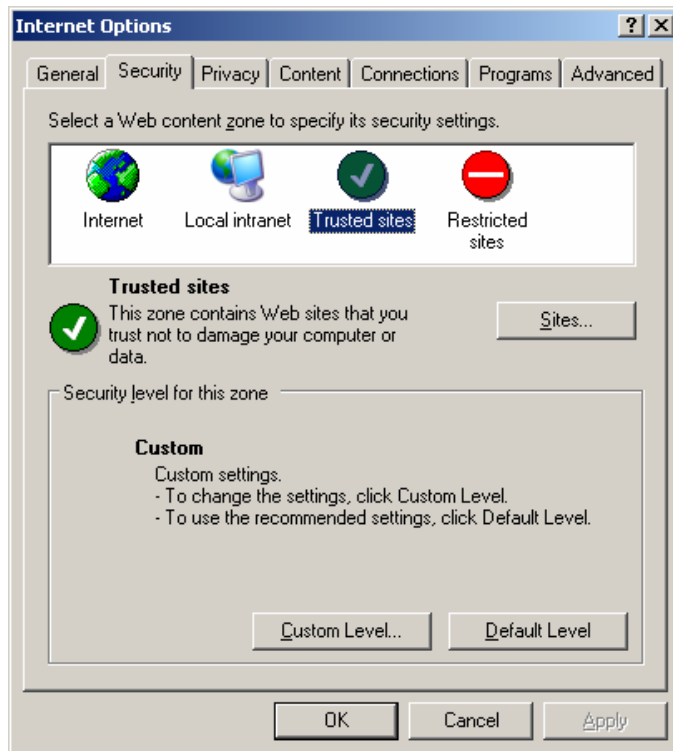 Internet Options
General Security Privacy Content Connections Programs Advanced
Select a Web content zone to specify its security settings.
Internet Local intranet Trusted sites Restricted
sites
Trusted sites
This zone contains Web sites that you
trust not to damage your computer or
data.
Sites...
Security level for this zone
Custom
Custom settings.
- To change the settings, click Custom Level.
- To use the recommended settings, click Default Level.
Custom Level... Default Level
OK Cancel Apply